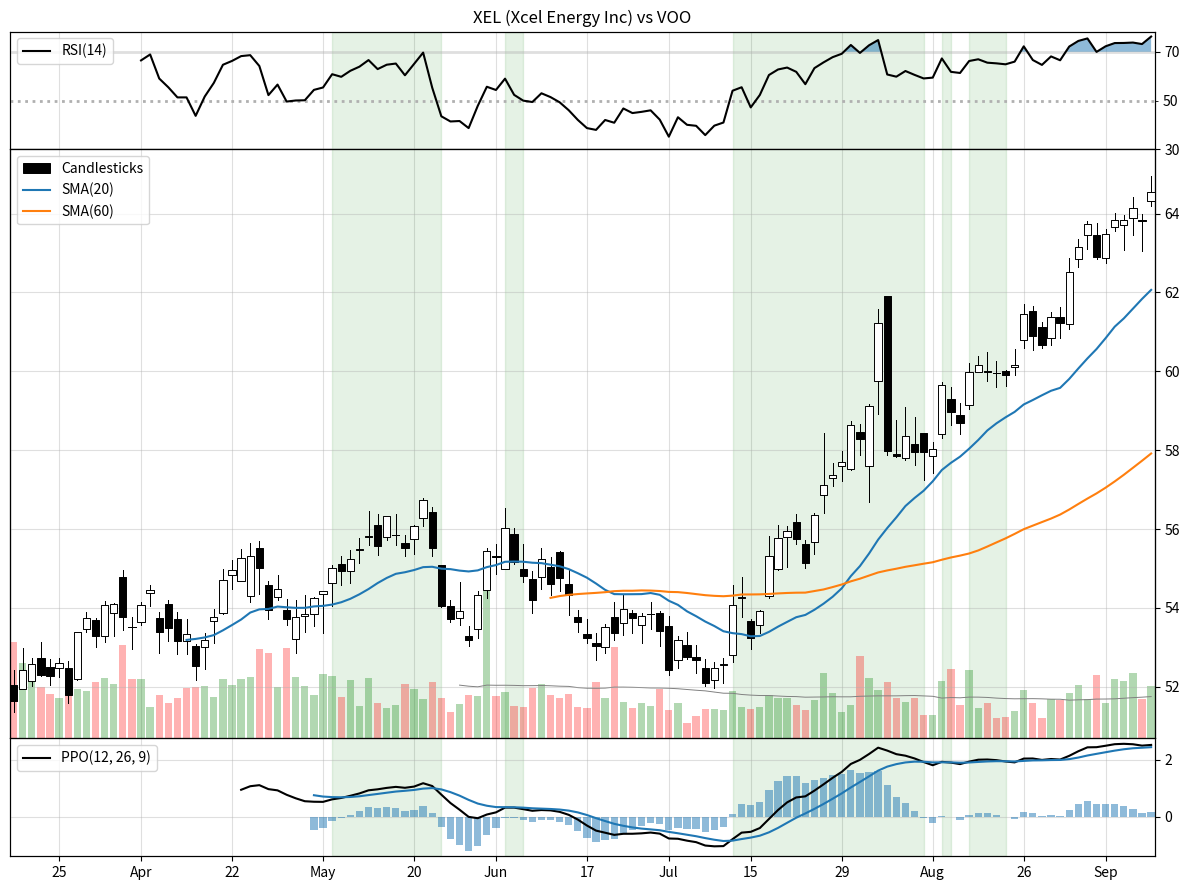 XEL (Xcel Energy Inc) vs VOO
RSI(14)
70
50
30
Candlesticks
SMA(20)
SMA(60)
64
62
60
58
56
54
52
PPO(12, 26, 9)
2
0
25 Apr 22 May 20 Jun 17 Jul 15 29 Aug 26 Sep